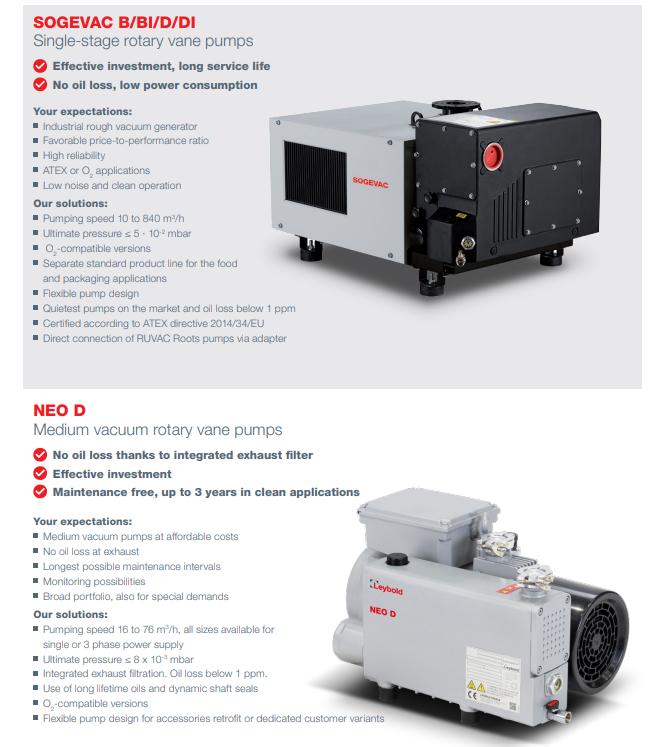 SOGEVAC B/BI/D/DI
Single-stage rotary vane pumps
Effective investment, long service life
No oil loss, low power consumption
Your expectations:
Industrial rough vacuum generator
Favorable price-to-performance ratio
High reliability
ATEX or O₂ applications
Low noise and clean operation
Our solutions:
Pumping speed 10 to 840 m³/h
Ultimate pressure ≤ 5 · 10⁻² mbar
O₂-compatible versions
Separate standard product line for the food
and packaging applications
Flexible pump design
Quietest pumps on the market and oil loss below 1 ppm
Certified according to ATEX directive 2014/34/EU
Direct connection of RUVAC Roots pumps via adapter
SOGEVAC
NEO D
Medium vacuum rotary vane pumps
No oil loss thanks to integrated exhaust filter
Effective investment
Maintenance free, up to 3 years in clean applications
Your expectations:
Medium vacuum pumps at affordable costs
No oil loss at exhaust
Longest possible maintenance intervals
Monitoring possibilities
Broad portfolio, also for special demands
Our solutions:
Pumping speed 16 to 76 m³/h, all sizes available for
single or 3 phase power supply
Ultimate pressure ≤ 8 x 10⁻³ mbar
Integrated exhaust filtration. Oil loss below 1 ppm.
Use of long lifetime oils and dynamic shaft seals
O₂-compatible versions
Flexible pump design for accessories retrofit or dedicated customer variants
Leybold
NEO D
Leybold
CE